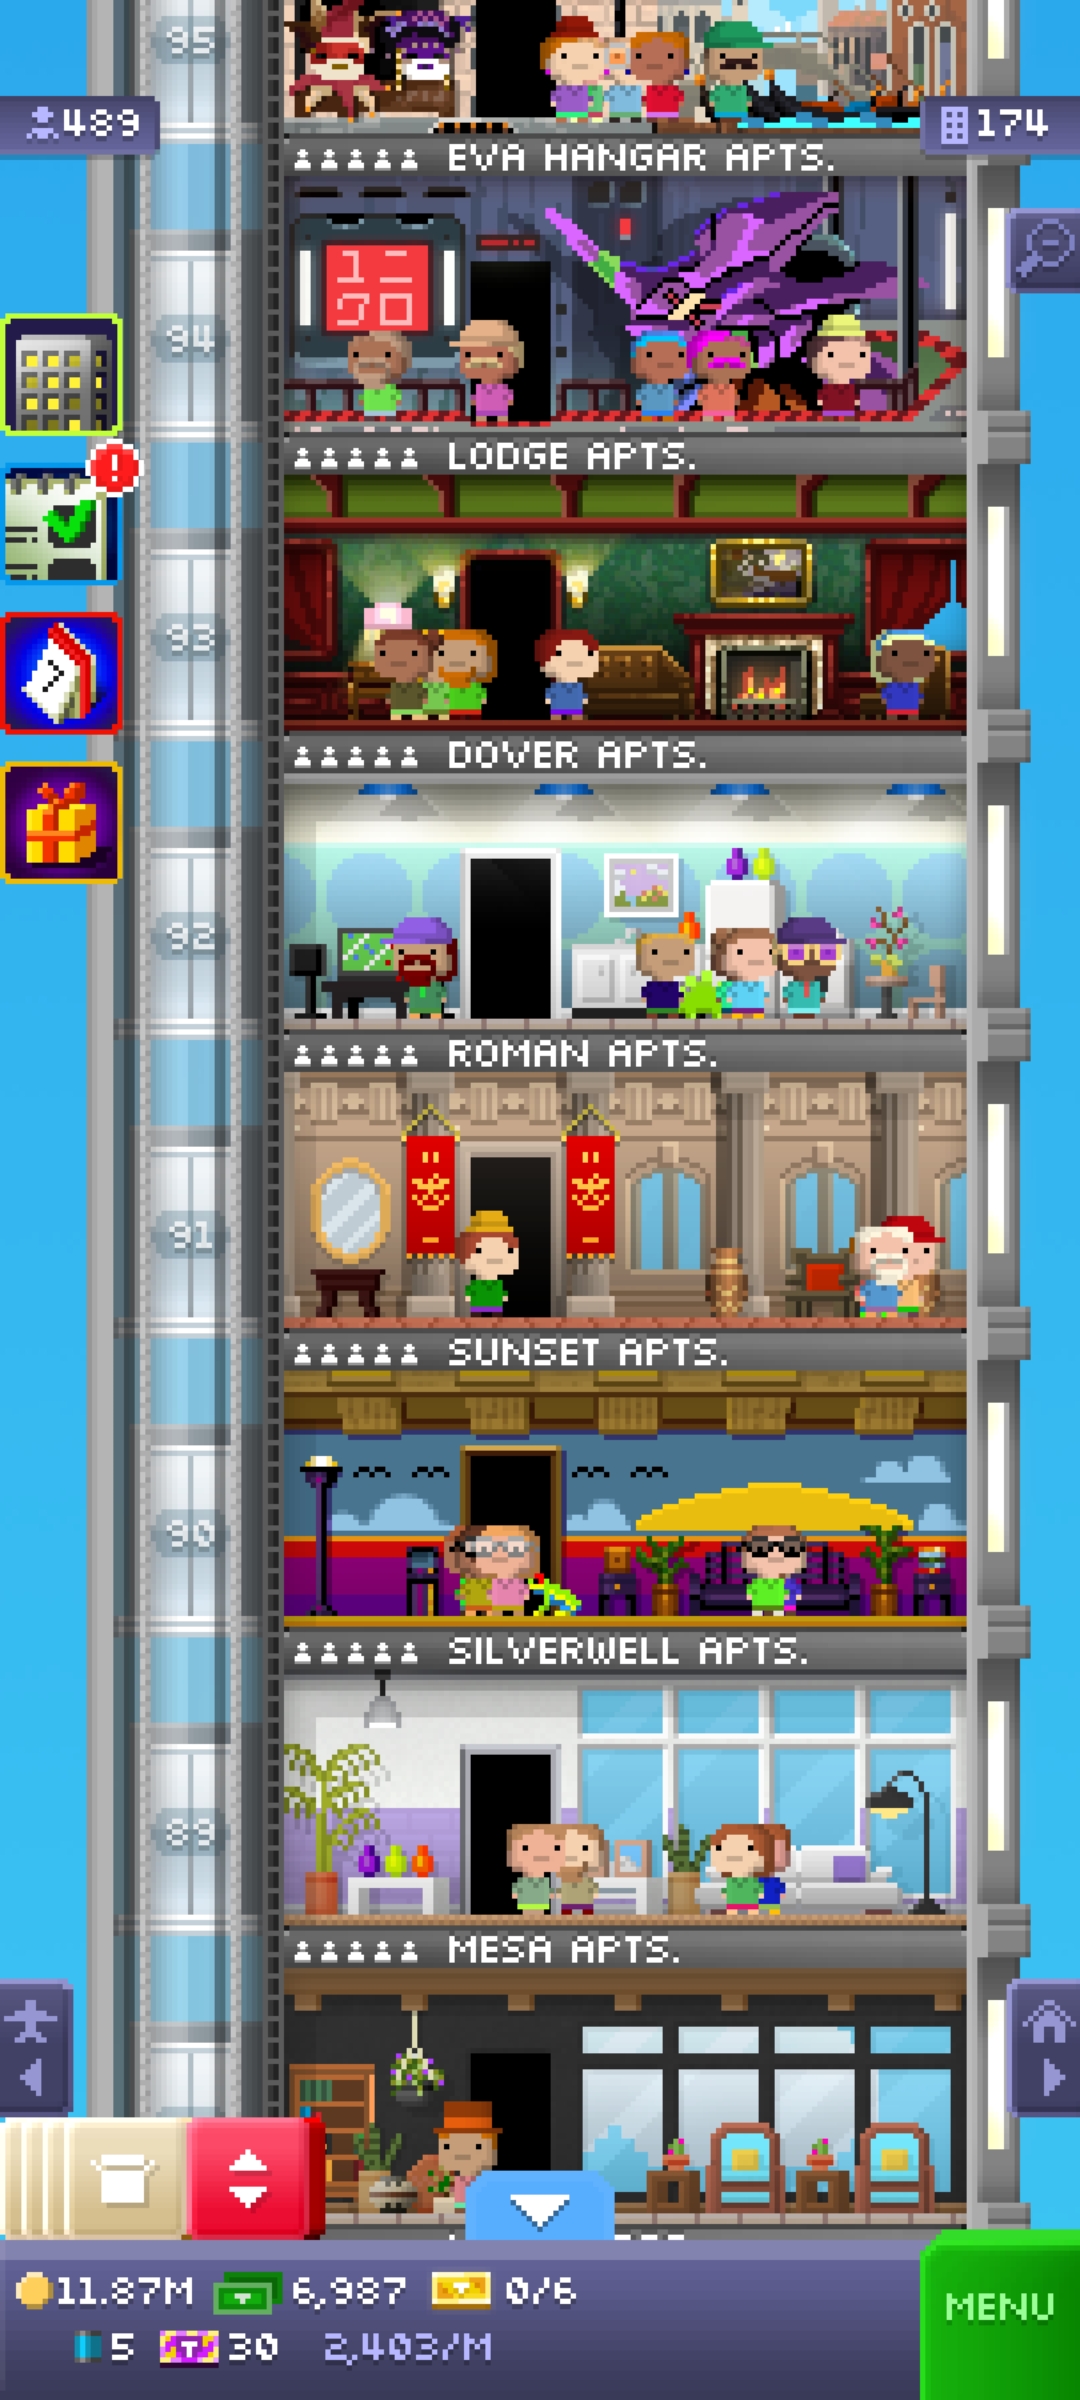 95
489
174
EVA HANGAR APTS.
94
LODGE APTS.
93
DOVER APTS.
92
ROMAN APTS.
91
SUNSET APTS.
90
SILVERWELL APTS.
89
MESA APTS.
11.87M 6,987 0/6
5 T 30 2,403/M
MENU